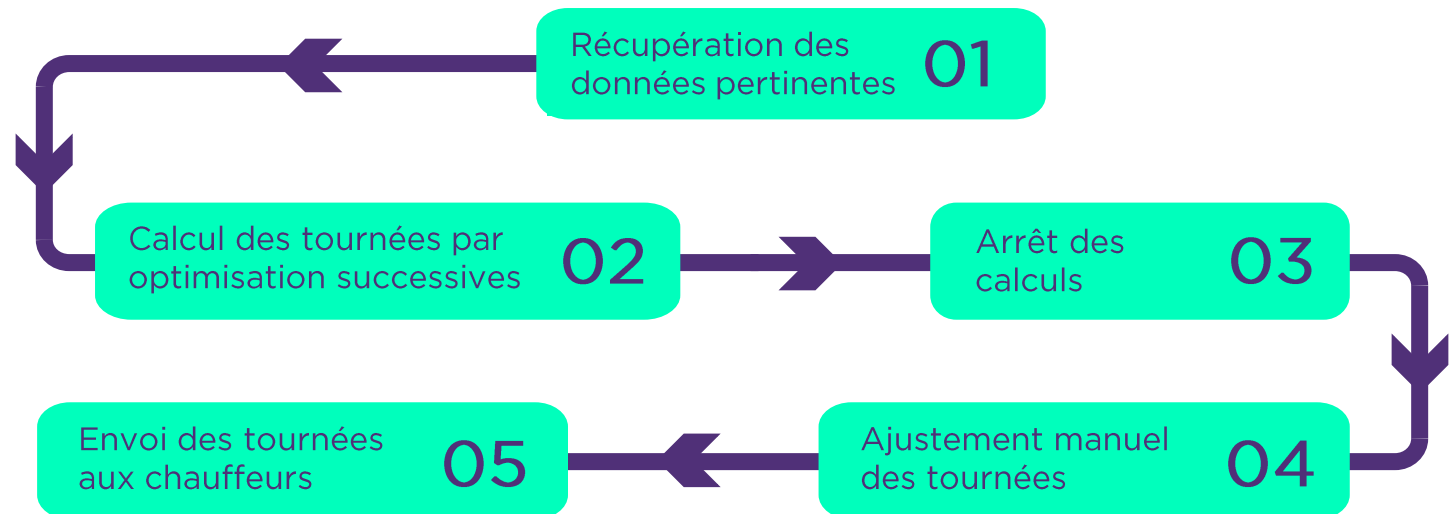 Récupération des
données pertinentes
01
Calcul des tournées par
optimisation successives
02
Arrêt des
calculs
03
Ajustement manuel
des tournées
04
Envoi des tournées
aux chauffeurs
05